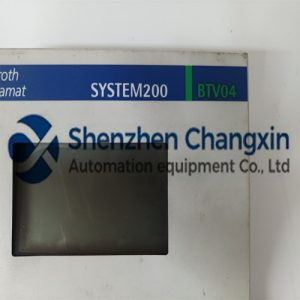 roth
amat
SYSTEM200 BTV04
Shenzhen Changxin
Automation equipment Co., Ltd